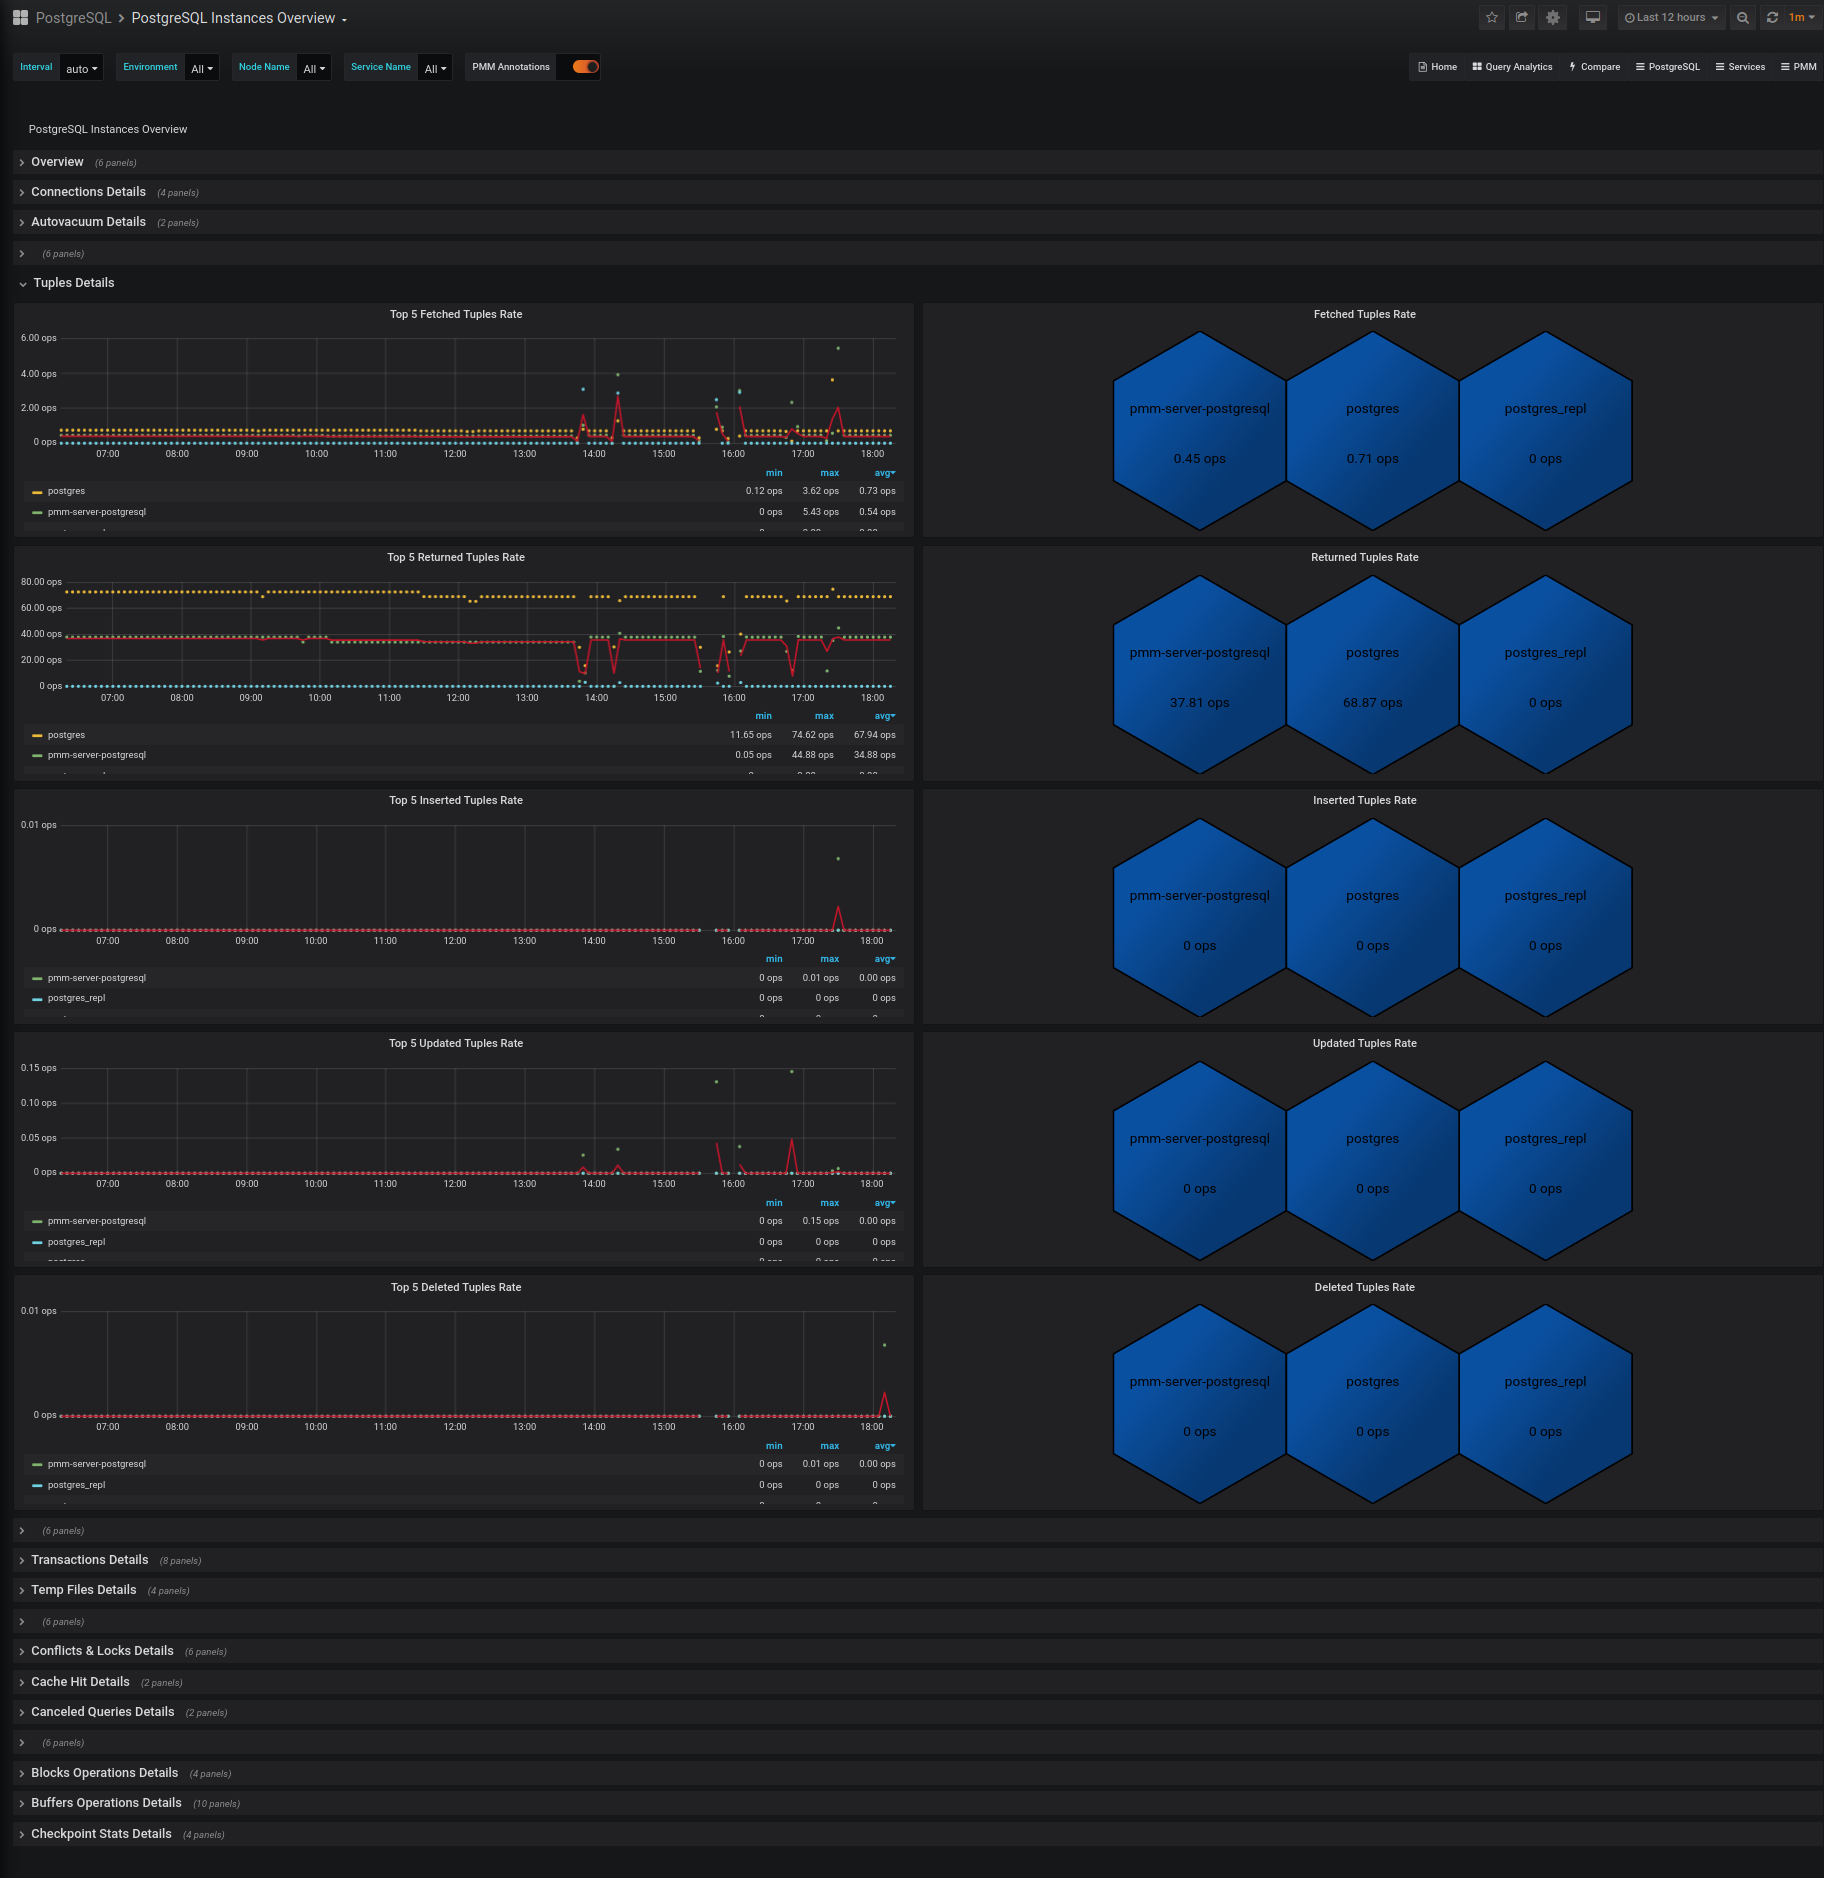 PostgreSQL > PostgreSQL Instances Overview
Last 12 hours 1m
Interval auto Environment All Node Name All Service Name All PMM Annotations
Home Query Analytics Compare PostgreSQL Services PMM
PostgreSQL Instances Overview
Overview (6 panels)
Connections Details (4 panels)
Autovacuum Details (2 panels)
(6 panels)
Tuples Details
Top 5 Fetched Tuples Rate
6.00 ops
4.00 ops
2.00 ops
0 ops
07:00 08:00 09:00 10:00 11:00 12:00 13:00 14:00 15:00 16:00 17:00 18:00
min max avg
postgres 0.12 ops 3.62 ops 0.73 ops
pmm-server-postgresql 0 ops 5.43 ops 0.54 ops
Fetched Tuples Rate
pmm-server-postgresql postgres postgres_repl
0.45 ops 0.71 ops 0 ops
Top 5 Returned Tuples Rate
80.00 ops
60.00 ops
40.00 ops
20.00 ops
0 ops
07:00 08:00 09:00 10:00 11:00 12:00 13:00 14:00 15:00 16:00 17:00 18:00
min max avg
postgres 11.65 ops 74.62 ops 67.94 ops
pmm-server-postgresql 0.05 ops 44.88 ops 34.88 ops
Returned Tuples Rate
pmm-server-postgresql postgres postgres_repl
37.81 ops 68.87 ops 0 ops
Top 5 Inserted Tuples Rate
0.01 ops
0 ops
07:00 08:00 09:00 10:00 11:00 12:00 13:00 14:00 15:00 16:00 17:00 18:00
min max avg
pmm-server-postgresql 0 ops 0.01 ops 0.00 ops
postgres_repl 0 ops 0 ops 0 ops
Inserted Tuples Rate
pmm-server-postgresql postgres postgres_repl
0 ops 0 ops 0 ops
Top 5 Updated Tuples Rate
0.15 ops
0.10 ops
0.05 ops
0 ops
07:00 08:00 09:00 10:00 11:00 12:00 13:00 14:00 15:00 16:00 17:00 18:00
min max avg
pmm-server-postgresql 0 ops 0.15 ops 0.00 ops
postgres_repl 0 ops 0 ops 0 ops
Updated Tuples Rate
pmm-server-postgresql postgres postgres_repl
0 ops 0 ops 0 ops
Top 5 Deleted Tuples Rate
0.01 ops
0 ops
07:00 08:00 09:00 10:00 11:00 12:00 13:00 14:00 15:00 16:00 17:00 18:00
min max avg
pmm-server-postgresql 0 ops 0.01 ops 0.00 ops
postgres_repl 0 ops 0 ops 0 ops
Deleted Tuples Rate
pmm-server-postgresql postgres postgres_repl
0 ops 0 ops 0 ops
(6 panels)
Transactions Details (8 panels)
Temp Files Details (4 panels)
(6 panels)
Conflicts & Locks Details (6 panels)
Cache Hit Details (2 panels)
Canceled Queries Details (2 panels)
(6 panels)
Blocks Operations Details (4 panels)
Buffers Operations Details (10 panels)
Checkpoint Stats Details (4 panels)